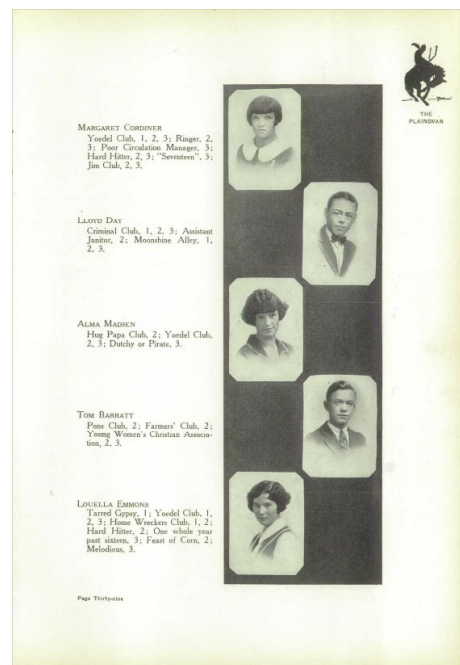 THE
PLAINSMAN
MARGARET CORDINER
Yoedel Club, 1, 2, 3; Ringer, 2,
3; Poor Circulation Manager, 3;
Hard Hitter, 2, 3; "Seventeen", 3;
Jim Club, 2, 3.
LLOYD DAY
Criminal Club, 1, 2, 3; Assistant
Janitor, 2; Moonshine Alley, 1,
2, 3.
ALMA MADSEN
Hug Papa Club, 2; Yoedel Club,
2, 3; Dutchy or Pirate, 3.
TOM BARRATT
Pons Club, 2; Farmers' Club, 2;
Young Women's Christian Associa-
tion, 2, 3.
LOUELLA EMMONS
Tarred Gypsy, 1; Yoedel Club, 1,
2, 3; Home Wreckers Club, 1, 2;
Hard Hitter, 2; One whole year
past sixteen, 3; Feast of Corn, 2;
Melodious, 3.
Page Thirty-nine